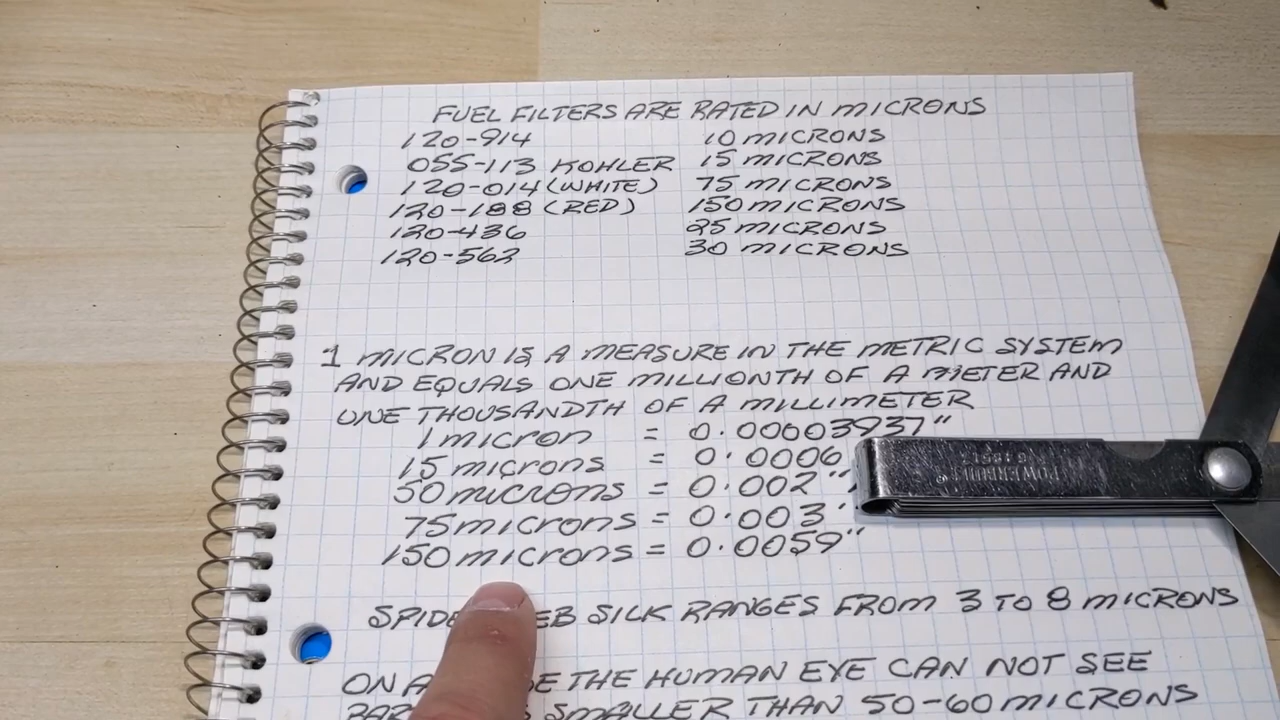 FUEL FILTERS ARE RATED IN MICRONS
120-914 10 MICRONS
055-113 KOHLER 15 MICRONS
120-014 (WHITE) 75 MICRONS
120-188 (RED) 150 MICRONS
120-436 25 MICRONS
120-562 30 MICRONS
1 MICRON IS A MEASURE IN THE METRIC SYSTEM
AND EQUALS ONE MILLIONTH OF A METER AND
ONE THOUSANDTH OF A MILLIMETER
1 micron = 0.00003937"
15 microns = 0.0006
50 microns = 0.002"
75 microns = 0.003"
150 microns = 0.0059"
SILK RANGES FROM 3 TO 8 MICRONS
ON THE HUMAN EYE CAN NOT SEE
SMALLER THAN 50-60 MICRONS
POWERBUILT